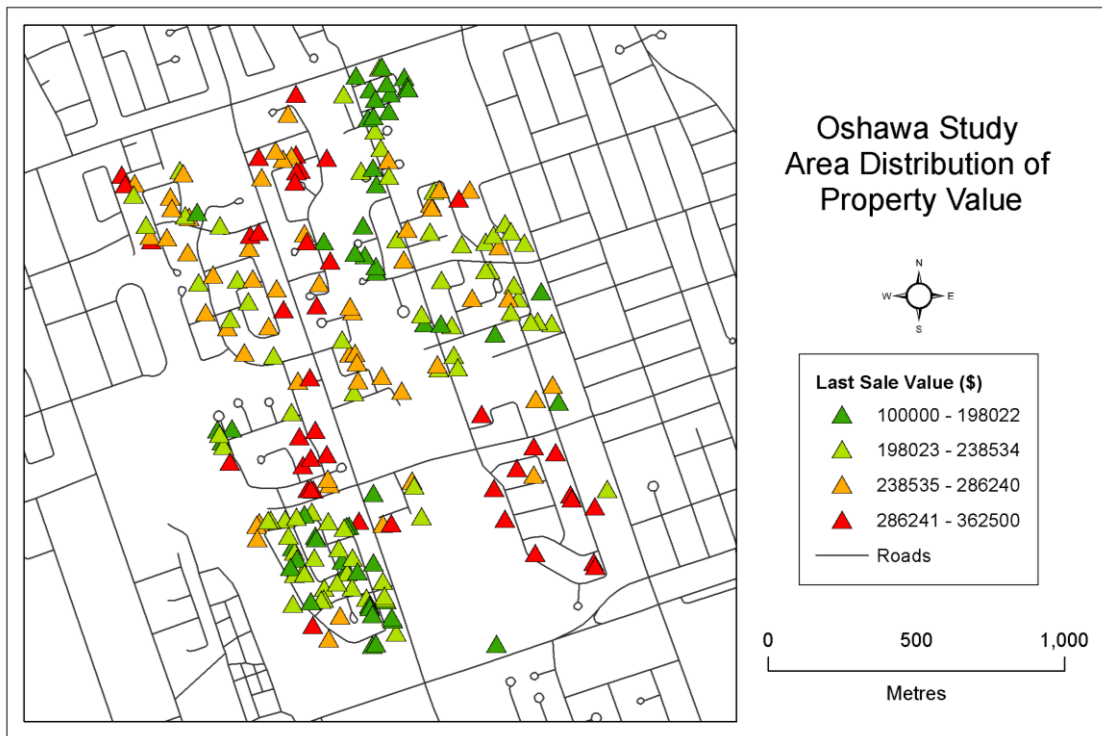 Oshawa Study
Area Distribution of
Property Value
N
W E
S
Last Sale Value ($)
100000 - 198022
198023 - 238534
238535 - 286240
286241 - 362500
Roads
0 500 1,000
Metres